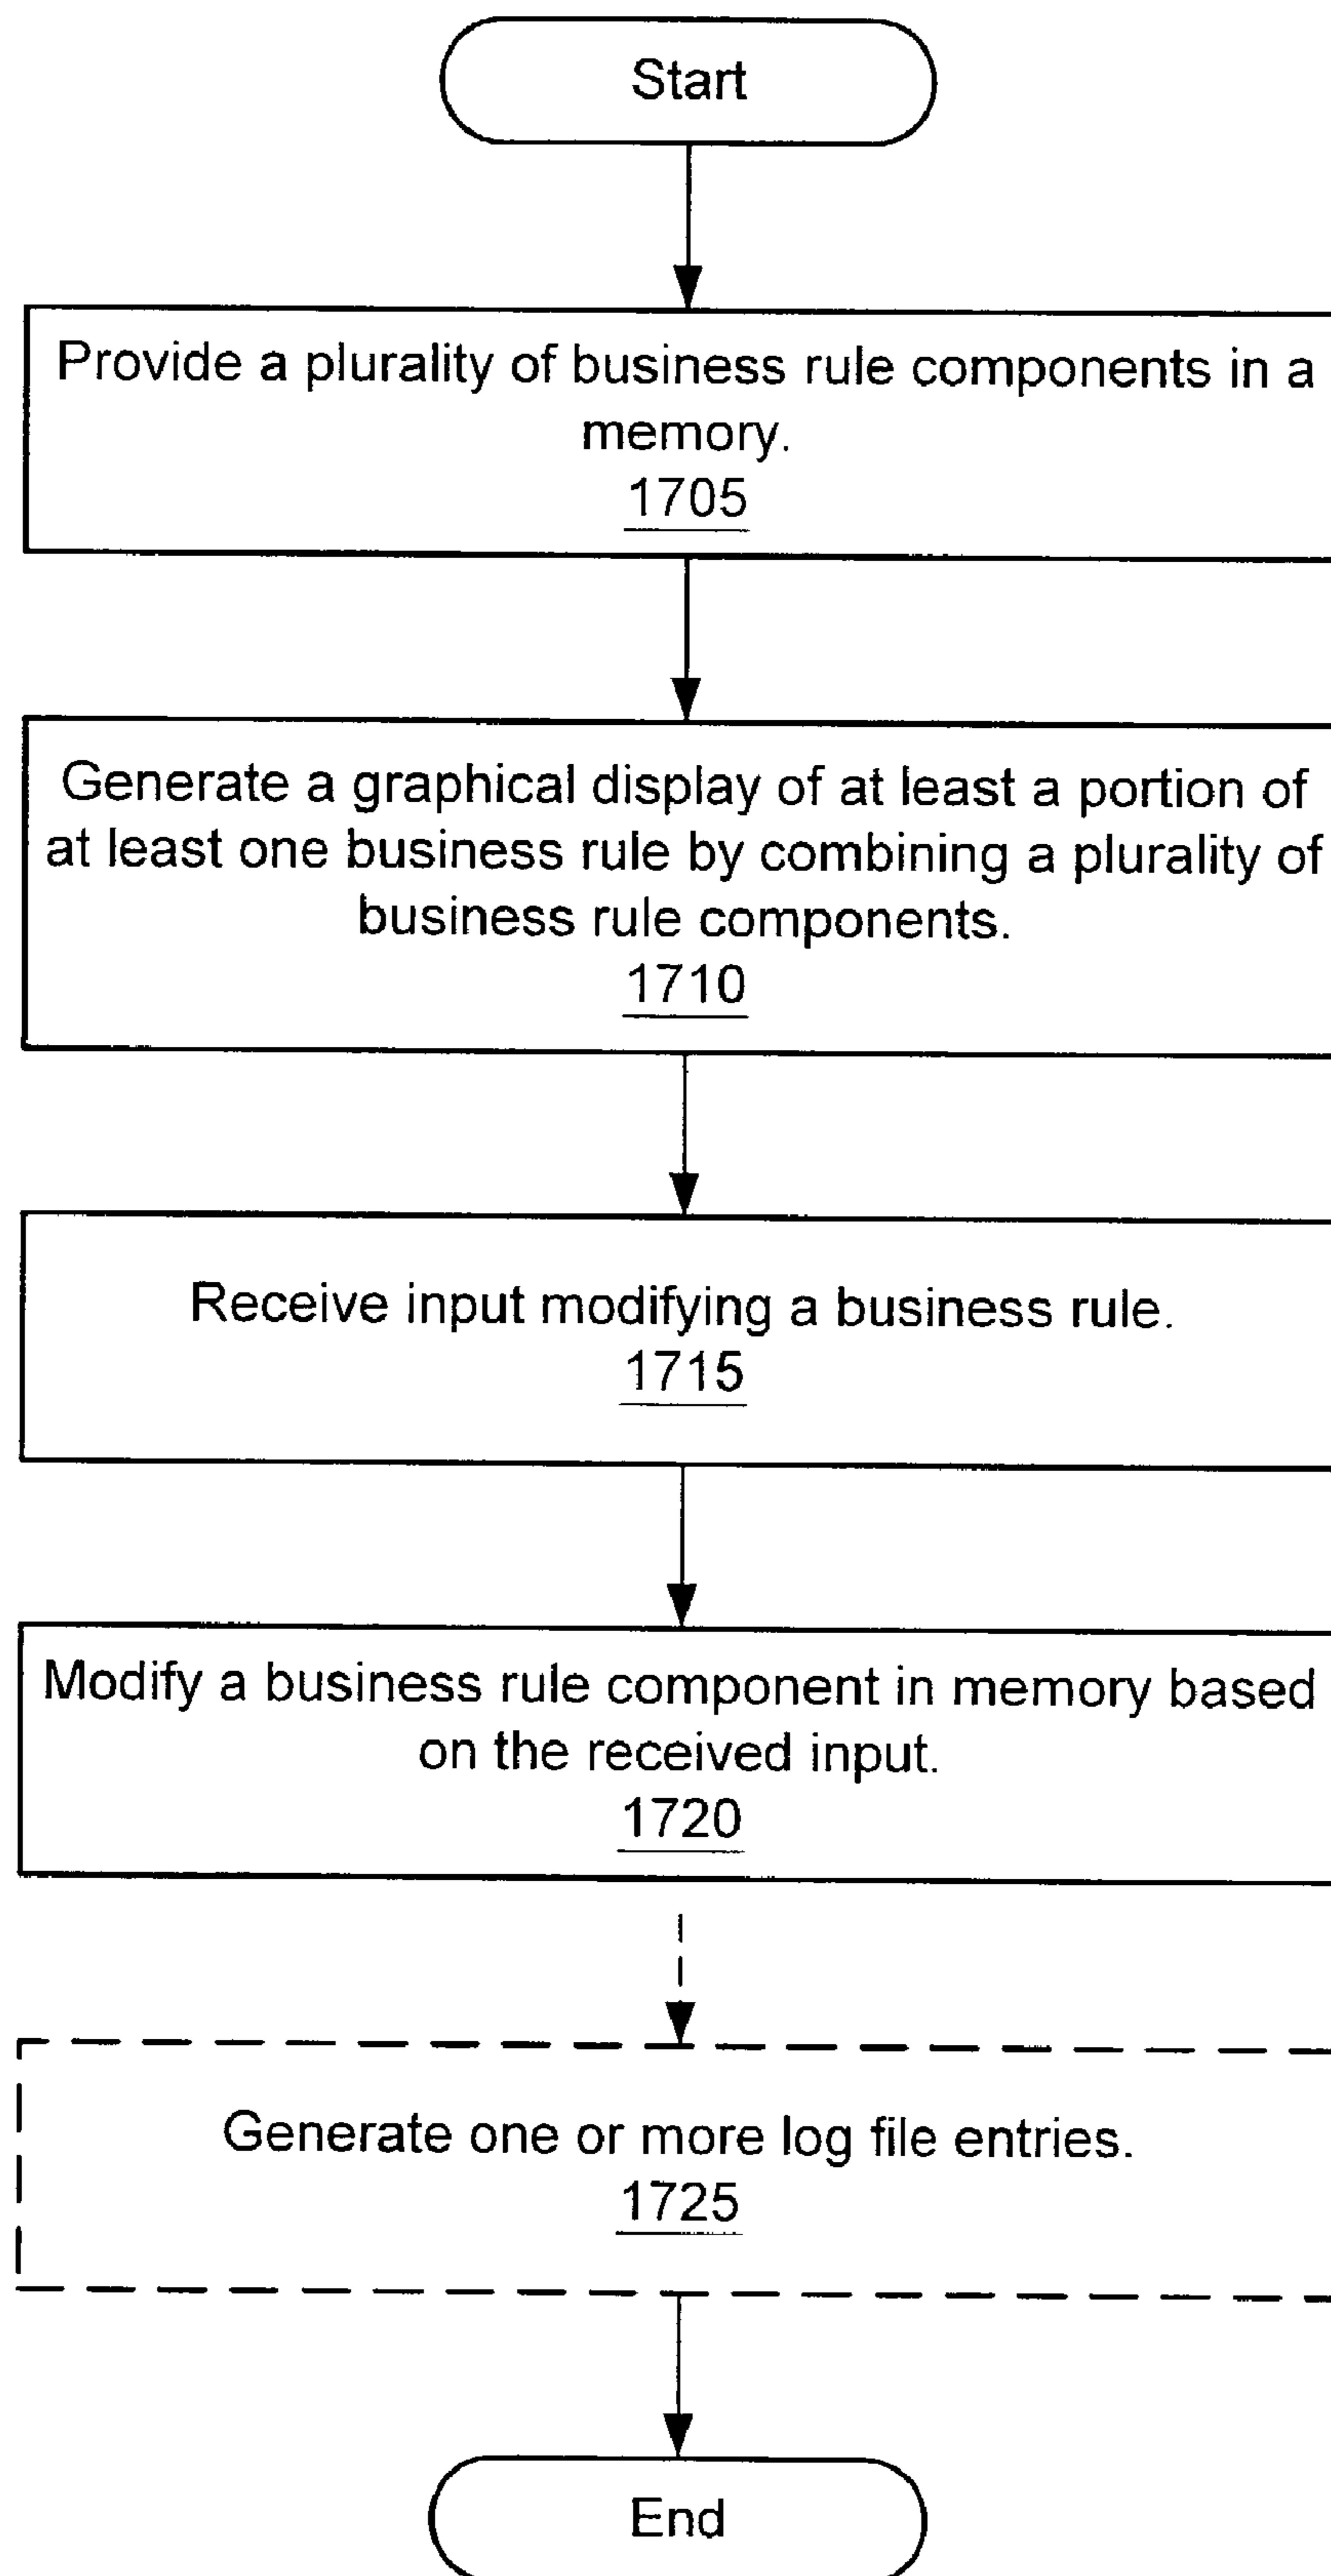 Start
Provide a plurality of business rule components in a
memory.
1705
Generate a graphical display of at least a portion of
at least one business rule by combining a plurality of
business rule components.
1710
Receive input modifying a business rule.
1715
Modify a business rule component in memory based
on the received input.
1720
Generate one or more log file entries.
1725
End